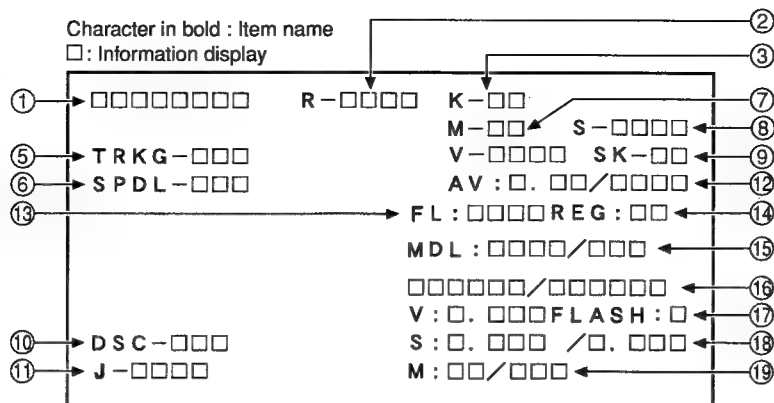 Character in bold : Item name
□ : Information display
② 
③
① □□□□□□□□ R-□□□□ K-□□
M-□□ ⑦
S-□□□□ ⑧
⑤ TRKG-□□□ V-□□□□ SK-□□ ⑨
⑥ SPDL-□□□ AV:□.□□/□□□□ ⑫
⑬ FL:□□□□REG:□□ ⑭
MDL:□□□□/□□□ ⑮
□□□□□□/□□□□□□ ⑯
V:□.□□□FLASH:□ ⑰
⑩ DSC-□□□ S:□.□□□ /□.□□□ ⑱
⑪ J-□□□□ M:□□/□□□ ⑲